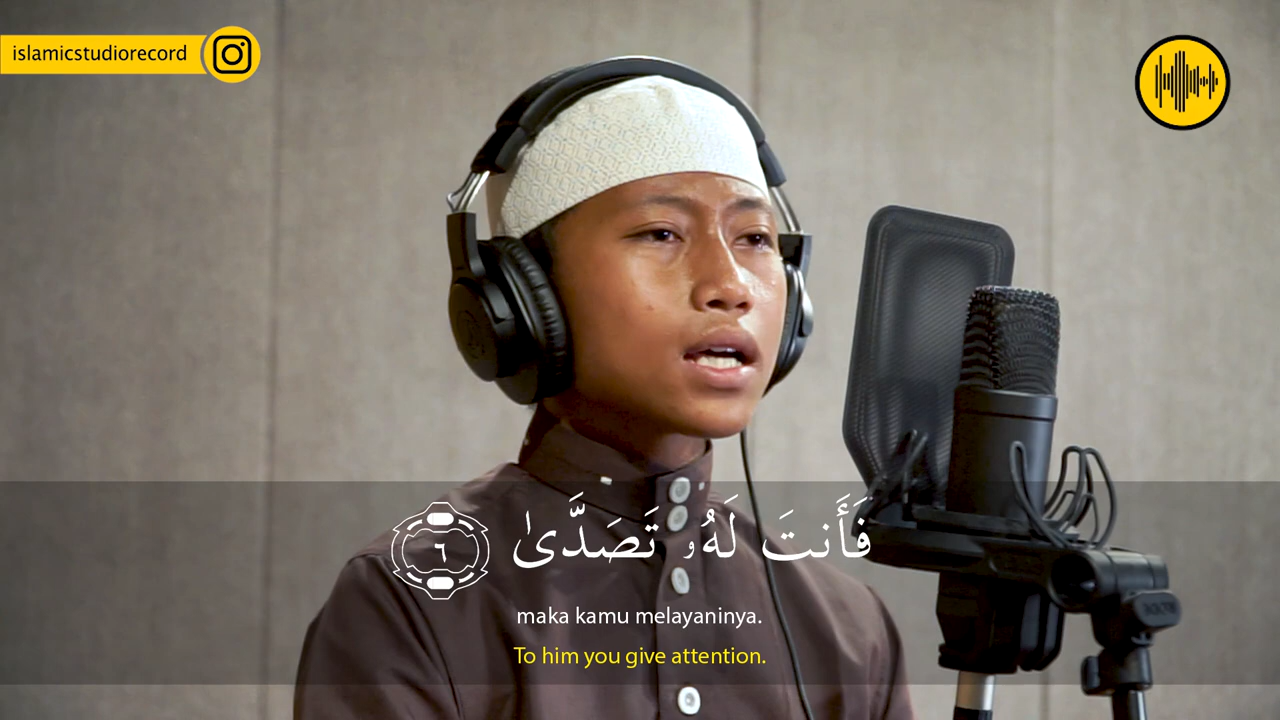 islamicstudiorecord
فَأَنتَ لَهُۥ تَصَدَّىٰ ٦
maka kamu melayaninya.
To him you give attention.